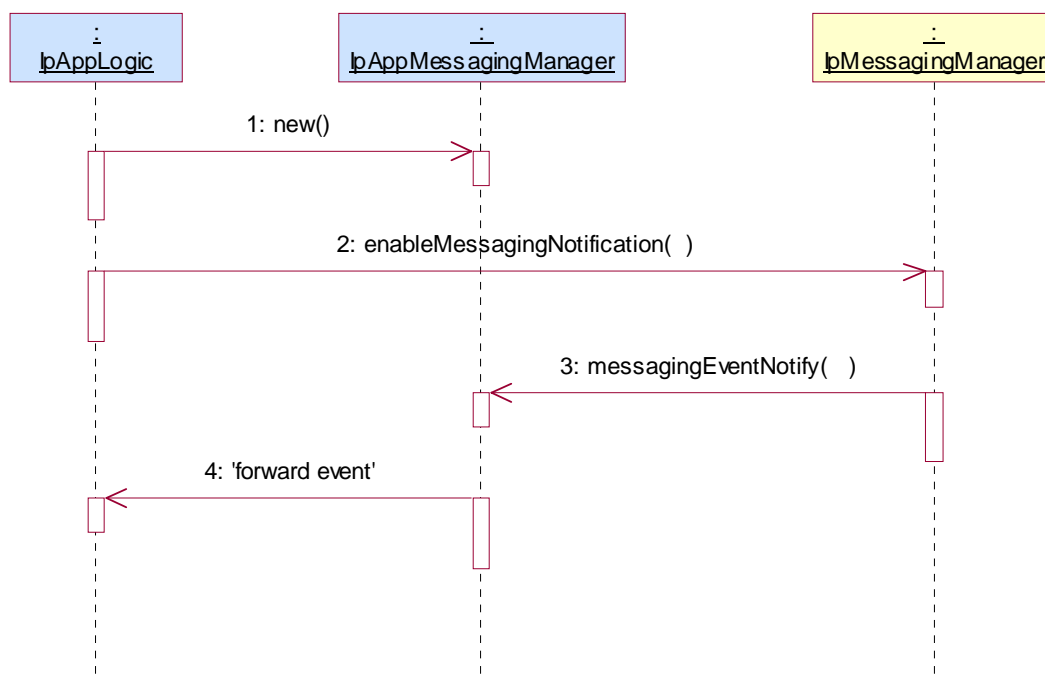 :
IpAppLogic
:
IpAppMessagingManager
:
IpMessagingManager
1: new()
2: enableMessagingNotification( )
3: messagingEventNotify( )
4: 'forward event'